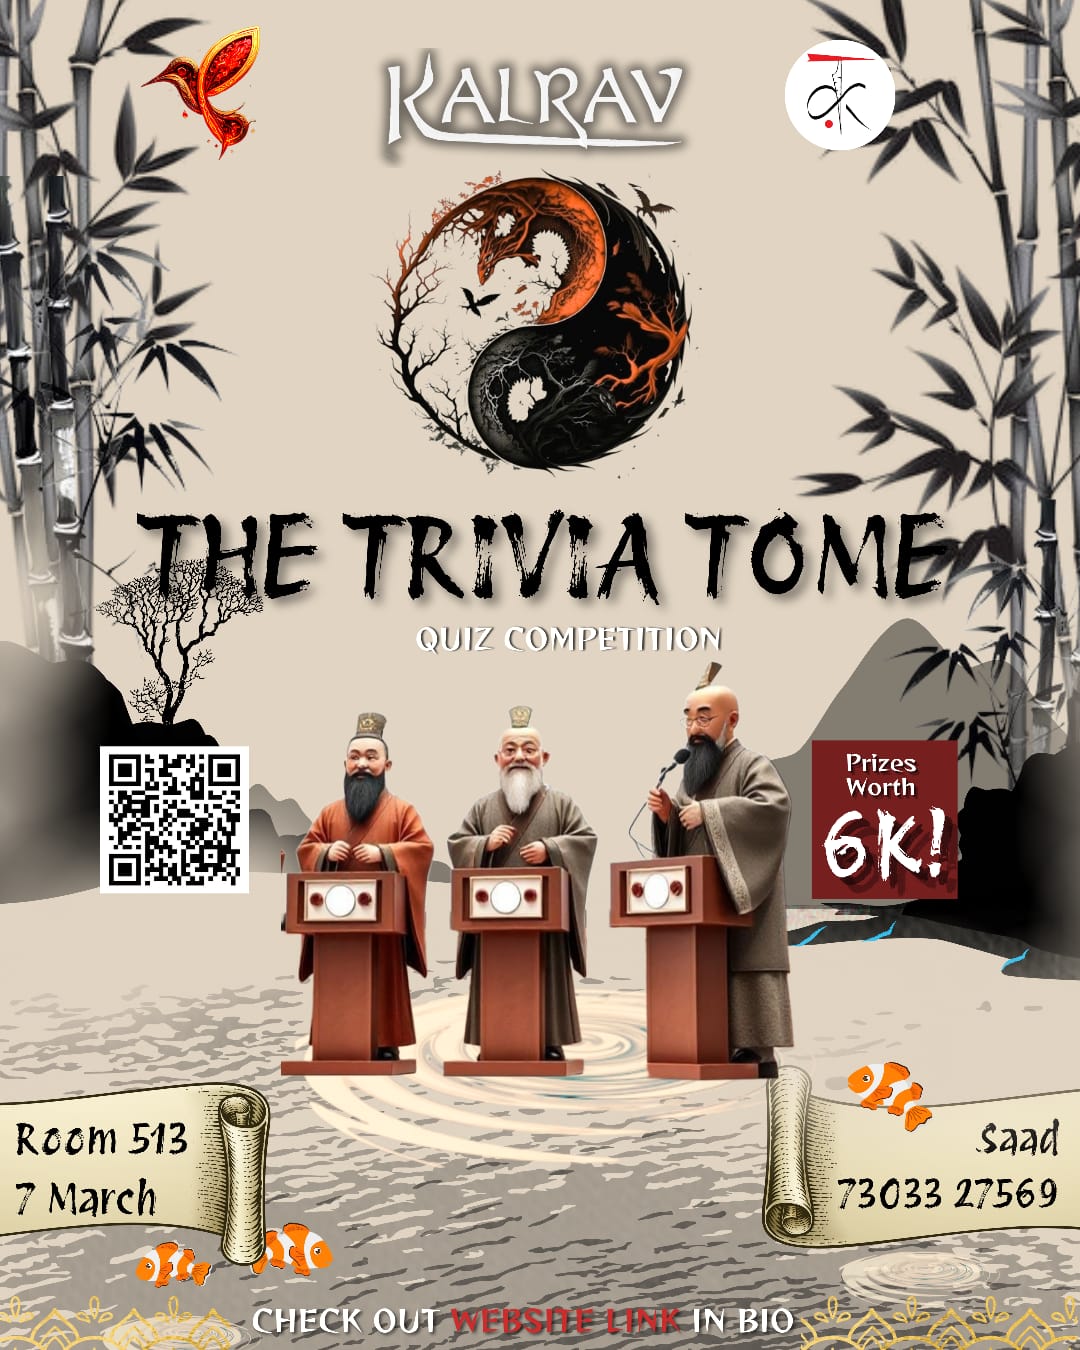 KALRAV
THE TRIVIA TOME
QUIZ COMPETITION
Prizes
Worth
6K!
Room 513
7 March
Saad
73033 27569
CHECK OUT WEBSITE LINK IN BIO